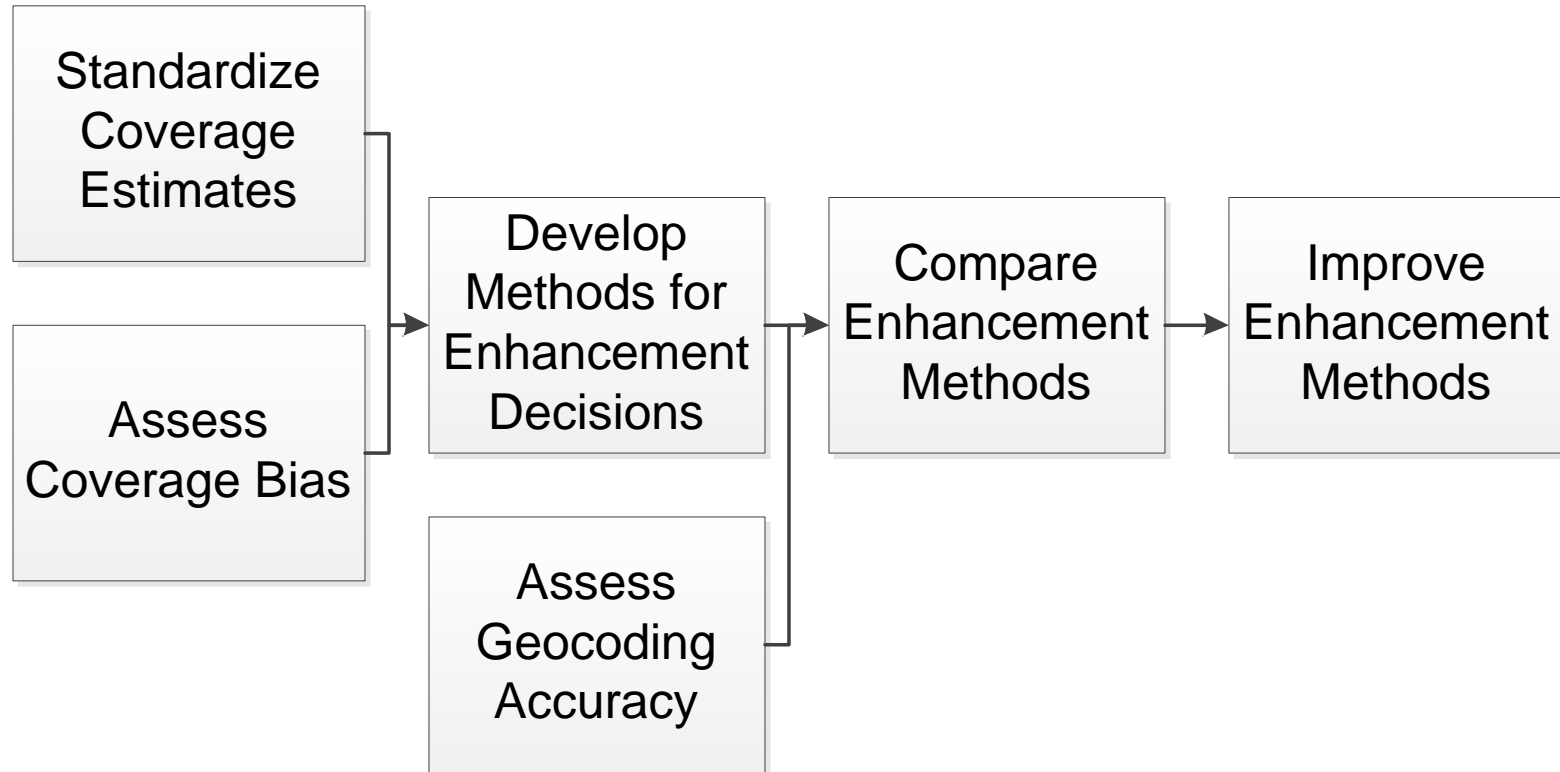 Standardize
Coverage
Estimates
Assess
Coverage Bias
Develop
Methods for
Enhancement
Decisions
Assess
Geocoding
Accuracy
Compare
Enhancement
Methods
Improve
Enhancement
Methods